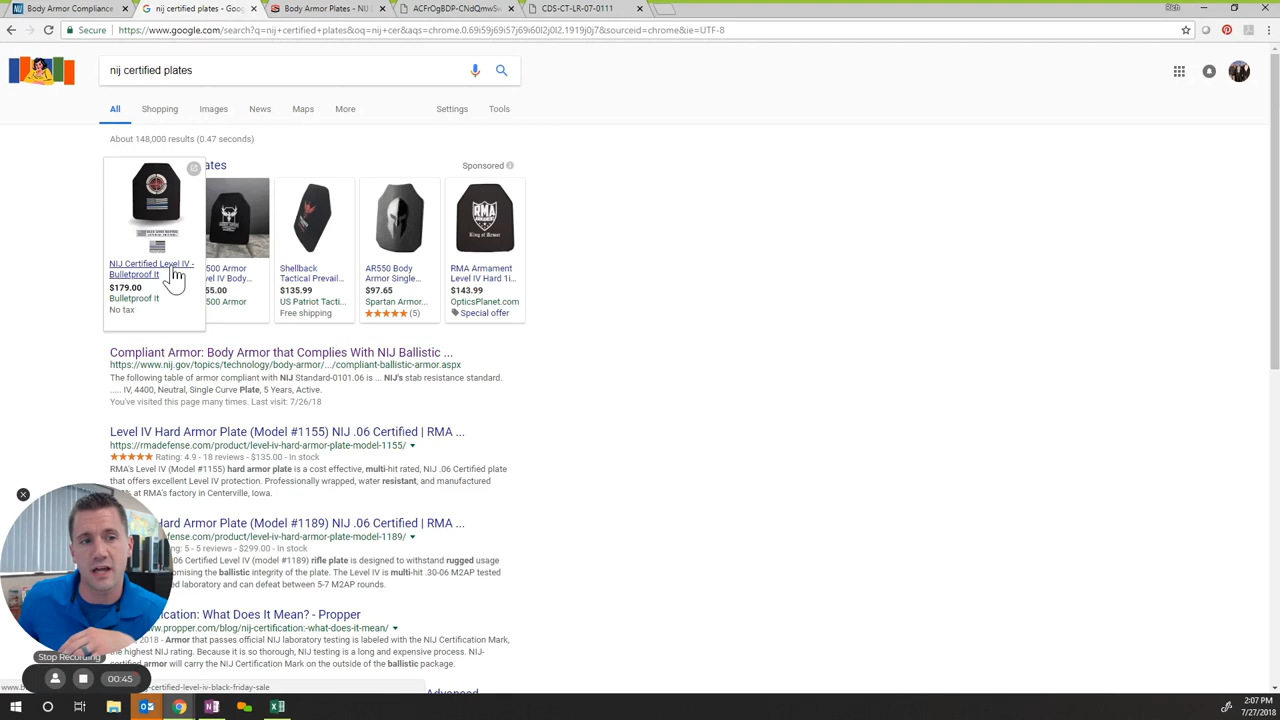 Body Armor Compliance
nij certified plates - Goog
Body Armor Plates - NIJ L
ACFrOgBDP-CNdQmwSw
CDS-CT-LR-07-0111
Rich
Secure
https://www.google.com/search?q=nij+certified+plates&oq=nij+cer&aqs=chrome.0.69i59j69i57j69i60l2j0l2.1919j0j7&sourceid=chrome&ie=UTF-8
nij certified plates
All Shopping Images News Maps More Settings Tools
About 148,000 results (0.47 seconds)
ates
Sponsored
NIJ Certified Level IV -
Bulletproof It
$179.00
Bulletproof It
No tax
500 Armor
vel IV Body...
55.00
500 Armor
Shellback
Tactical Prevail...
$135.99
US Patriot Tacti...
Free shipping
AR550 Body
Armor Single...
$97.65
Spartan Armor...
(5)
RMA
King of Armor
RMA Armament
Level IV Hard 1i...
$143.99
OpticsPlanet.com
Special offer
Compliant Armor: Body Armor that Complies With NIJ Ballistic ...
https://www.nij.gov/topics/technology/body-armor/.../compliant-ballistic-armor.aspx
The following table of armor compliant with NIJ Standard-0101.06 is ... NIJ's stab resistance standard.
..... IV, 4400, Neutral, Single Curve Plate, 5 Years, Active.
You've visited this page many times. Last visit: 7/26/18
Level IV Hard Armor Plate (Model #1155) NIJ .06 Certified | RMA ...
https://rmadefense.com/product/level-iv-hard-armor-plate-model-1155/
Rating: 4.9 - 18 reviews - $135.00 - In stock
RMA's Level IV (Model #1155) hard armor plate is a cost effective, multi-hit rated, NIJ .06 Certified plate
that offers excellent Level IV protection. Professionally wrapped, water resistant, and manufactured
% at RMA's factory in Centerville, Iowa.
Hard Armor Plate (Model #1189) NIJ .06 Certified | RMA ...
defense.com/product/level-iv-hard-armor-plate-model-1189/
ng: 5 - 5 reviews - $299.00 - In stock
06 Certified Level IV (model #1189) rifle plate is designed to withstand rugged usage
omising the ballistic integrity of the plate. The Level IV is multi-hit .30-06 M2AP tested
ed laboratory and can defeat between 5-7 M2AP rounds.
ication: What Does It Mean? - Propper
w.propper.com/blog/nij-certification:-what-does-it-mean/
2018 - Armor that passes official NIJ laboratory testing is labeled with the NIJ Certification Mark,
the highest NIJ rating. Because it is so thorough, NIJ testing is a long and expensive process. NIJ-
certified armor will carry the NIJ Certification Mark on the outside of the ballistic package.
Advanced
Stop Recording
00:45
www.b
-certified-level-iv-black-friday-sale
2:07 PM
7/27/2018